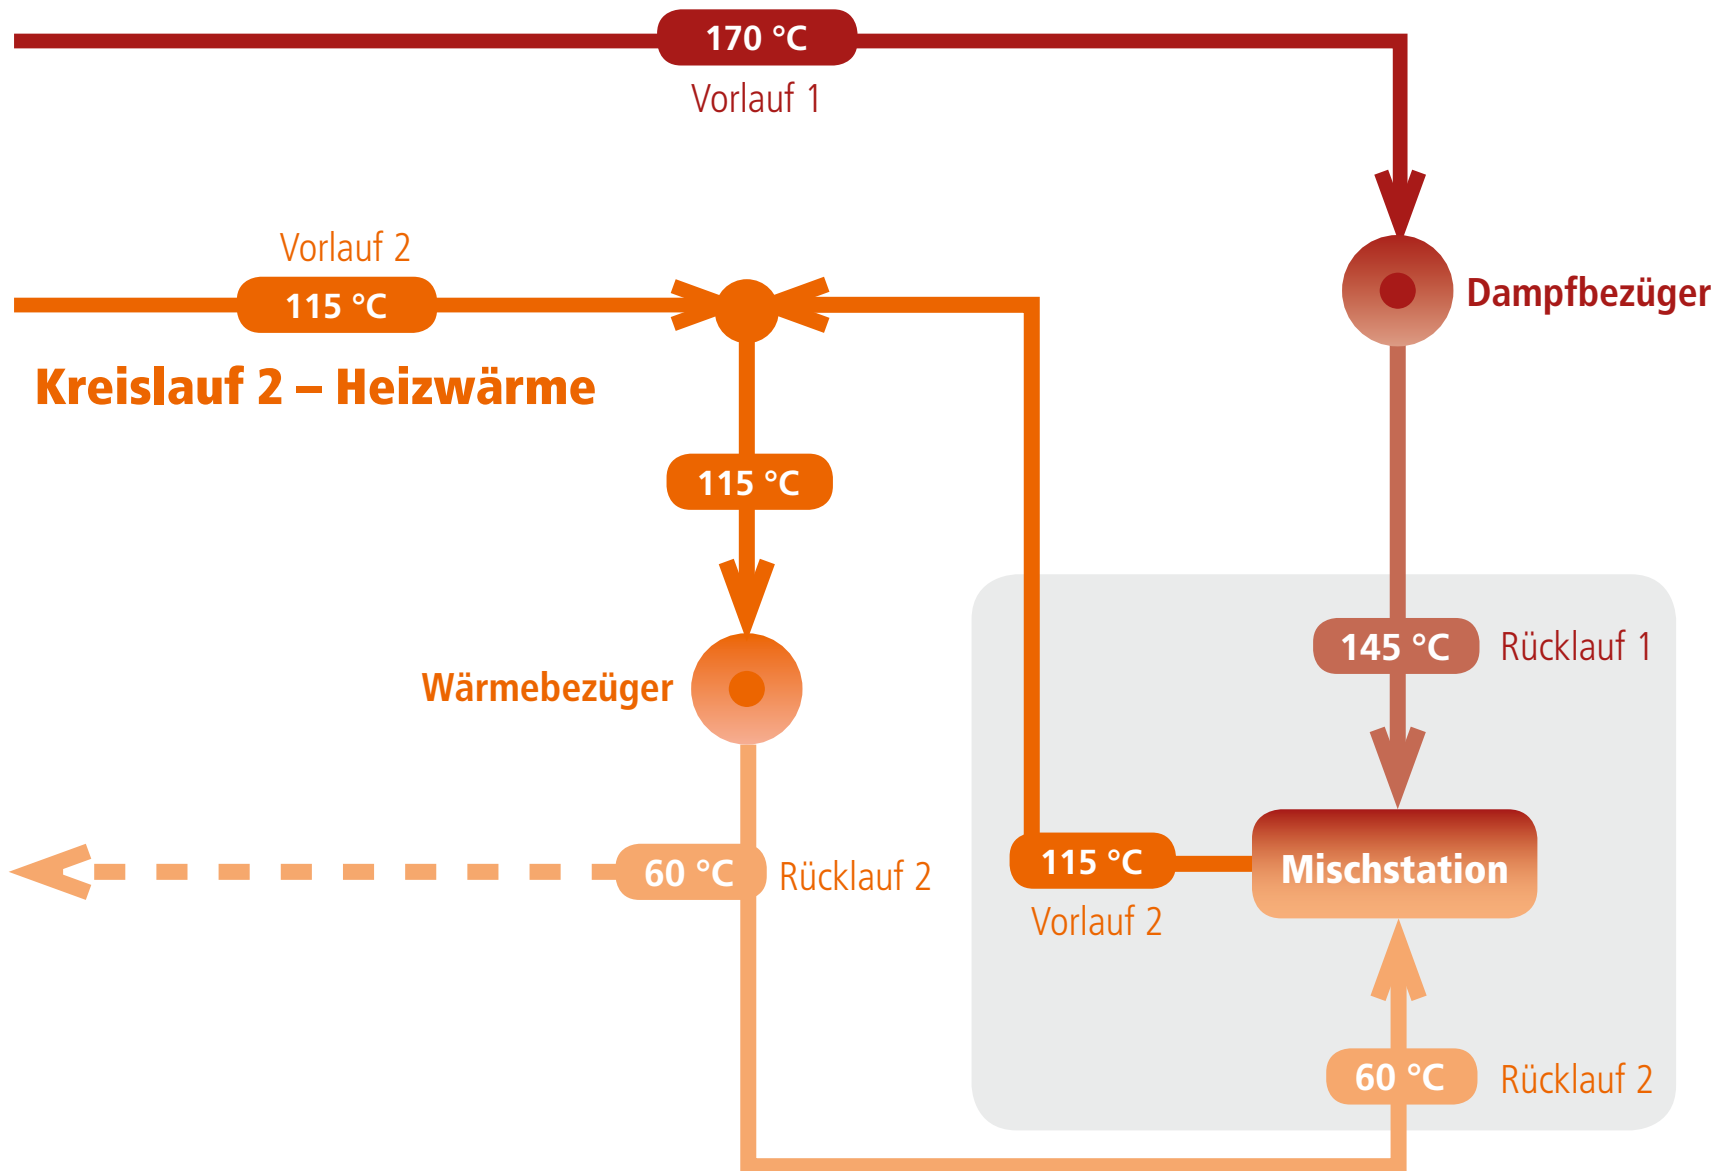 170 °C
Vorlauf 1
Vorlauf 2
115 °C
Dampfbezüger
Kreislauf 2 – Heizwärme
115 °C
145 °C
Rücklauf 1
Wärmebezüger
60 °C
Rücklauf 2
115 °C
Vorlauf 2
Mischstation
60 °C
Rücklauf 2